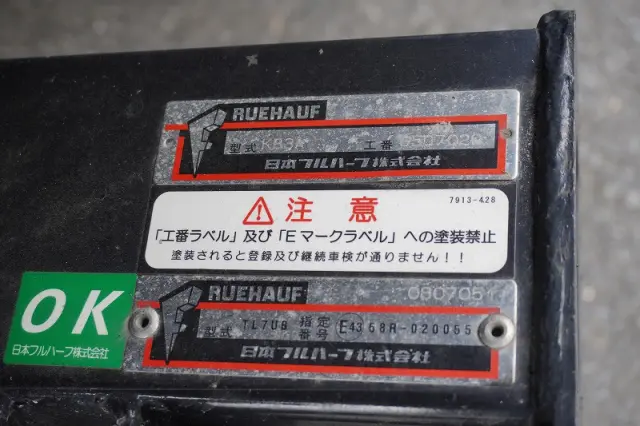 RUEHAUF
型式 KB3A 工番
日本フルハーフ株式会社
⚠ 注意
7913-428
「工番ラベル」及び「Eマークラベル」への塗装禁止
塗装されると登録及び継続車検が通りません!!
RUEHAUF
0807051
型式 TL7UB 指定番号 E43 58R-020055
日本フルハーフ株式会社
OK
日本フルハーフ株式会社